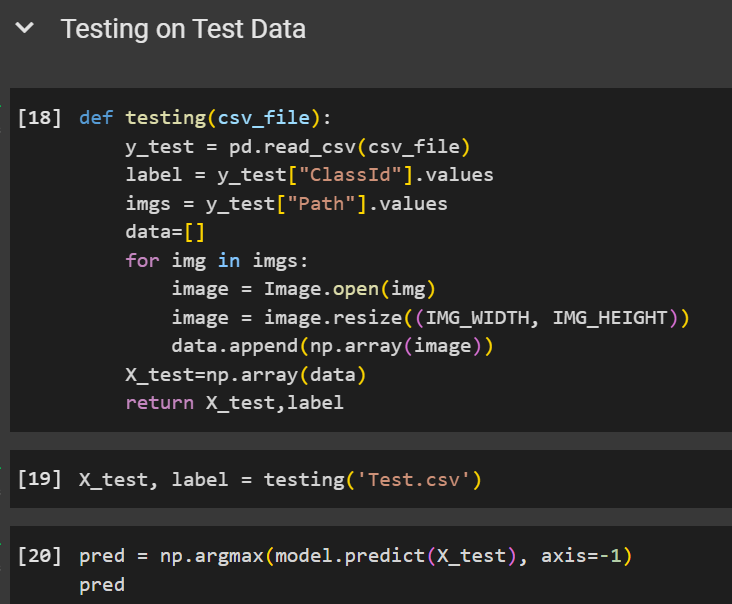 Testing on Test Data
[18] def testing(csv_file):
y_test = pd.read_csv(csv_file)
label = y_test["ClassId"].values
imgs = y_test["Path"].values
data=[]
for img in imgs:
image = Image.open(img)
image = image.resize((IMG_WIDTH, IMG_HEIGHT))
data.append(np.array(image))
X_test=np.array(data)
return X_test,label
[19] X_test, label = testing('Test.csv')
[20] pred = np.argmax(model.predict(X_test), axis=-1)
pred